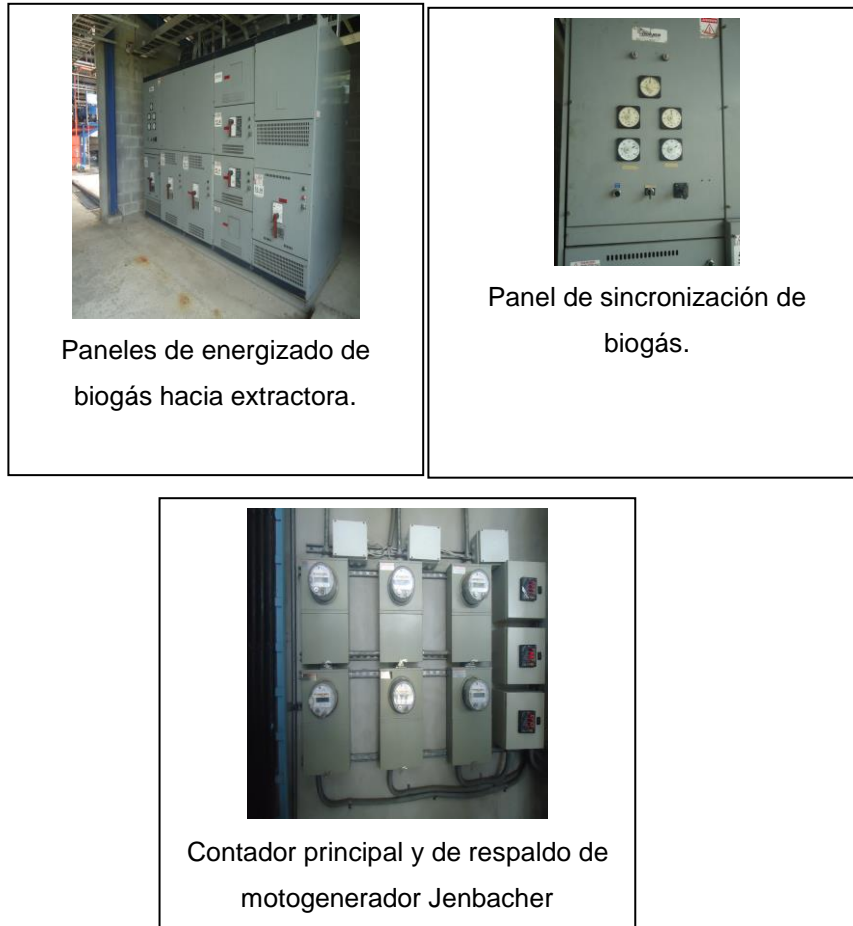 Paneles de energizado de
biogás hacia extractora.
Panel de sincronización de
biogás.
Contador principal y de respaldo de
motogenerador Jenbacher